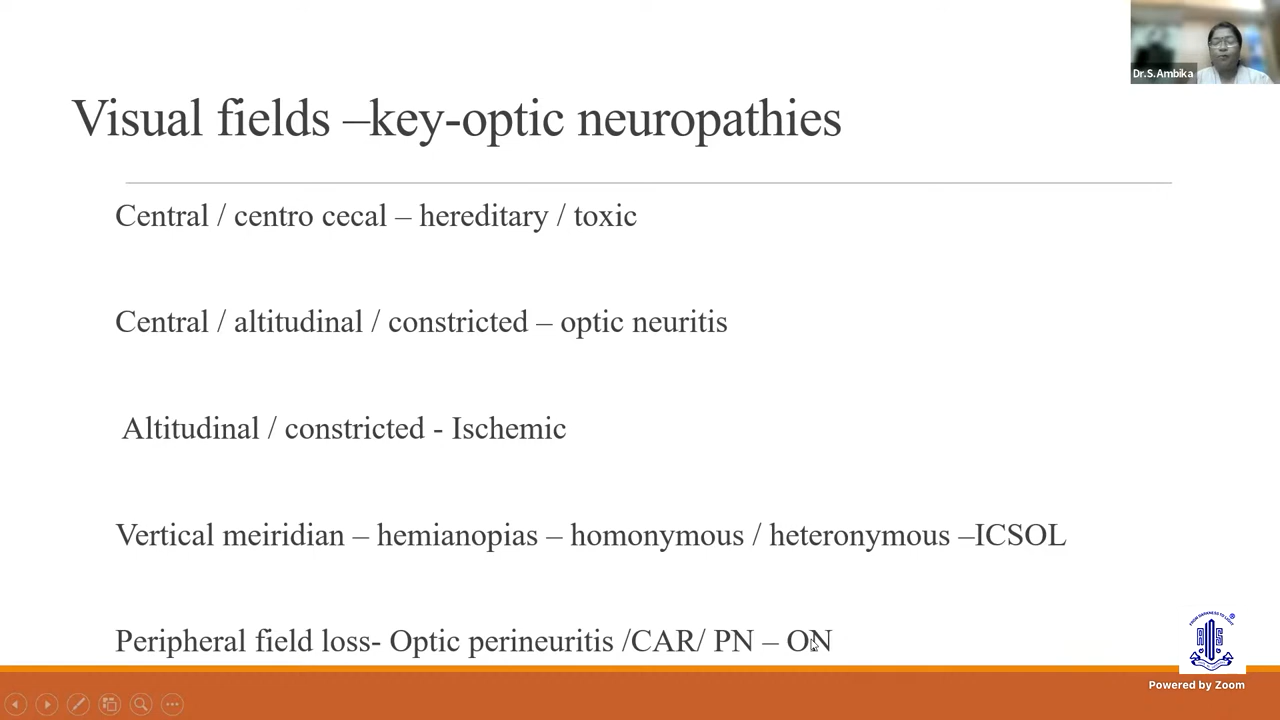 Dr.S.Ambika
Visual fields –key-optic neuropathies
Central / centro cecal – hereditary / toxic
Central / altitudinal / constricted – optic neuritis
Altitudinal / constricted - Ischemic
Vertical meiridian – hemianopias – homonymous / heteronymous –ICSOL
Peripheral field loss- Optic perineuritis /CAR/ PN – ON
Powered by Zoom